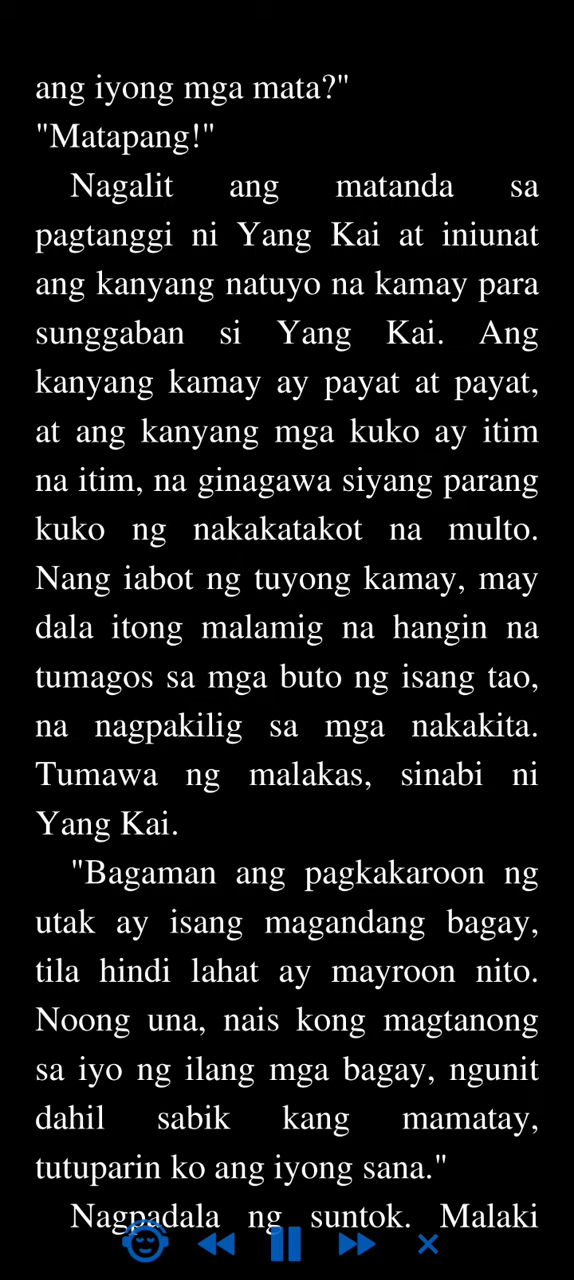 ang iyong mga mata?"
"Matapang!"
Nagalit ang matanda sa
pagtanggi ni Yang Kai at iniunat
ang kanyang natuyo na kamay para
sunggaban si Yang Kai. Ang
kanyang kamay ay payat at payat,
at ang kanyang mga kuko ay itim
na itim, na ginagawa siyang parang
kuko ng nakakatakot na multo.
Nang iabot ng tuyong kamay, may
dala itong malamig na hangin na
tumagos sa mga buto ng isang tao,
na nagpakilig sa mga nakakita.
Tumawa ng malakas, sinabi ni
Yang Kai.
"Bagaman ang pagkakaroon ng
utak ay isang magandang bagay,
tila hindi lahat ay mayroon nito.
Noong una, nais kong magtanong
sa iyo ng ilang mga bagay, ngunit
dahil sabik kang mamatay,
tutuparin ko ang iyong sana."
Nagpadala ng suntok. Malaki